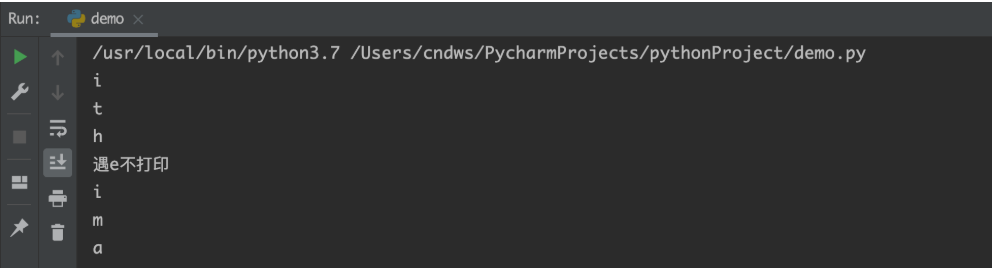 Run: demo
/usr/local/bin/python3.7 /Users/cndws/PycharmProjects/pythonProject/demo.py
i
t
h
遇e不打印
i
m
a